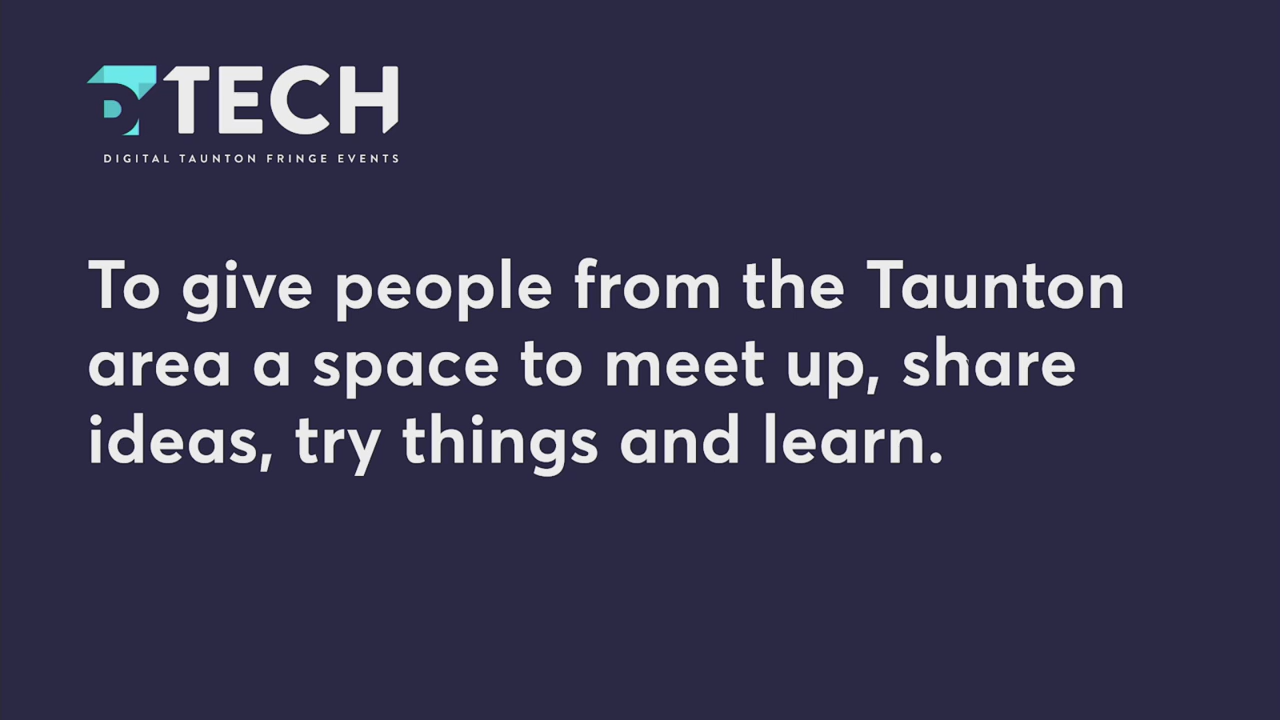 DTECH
DIGITAL TAUNTON FRINGE EVENTS
To give people from the Taunton
area a space to meet up, share
ideas, try things and learn.